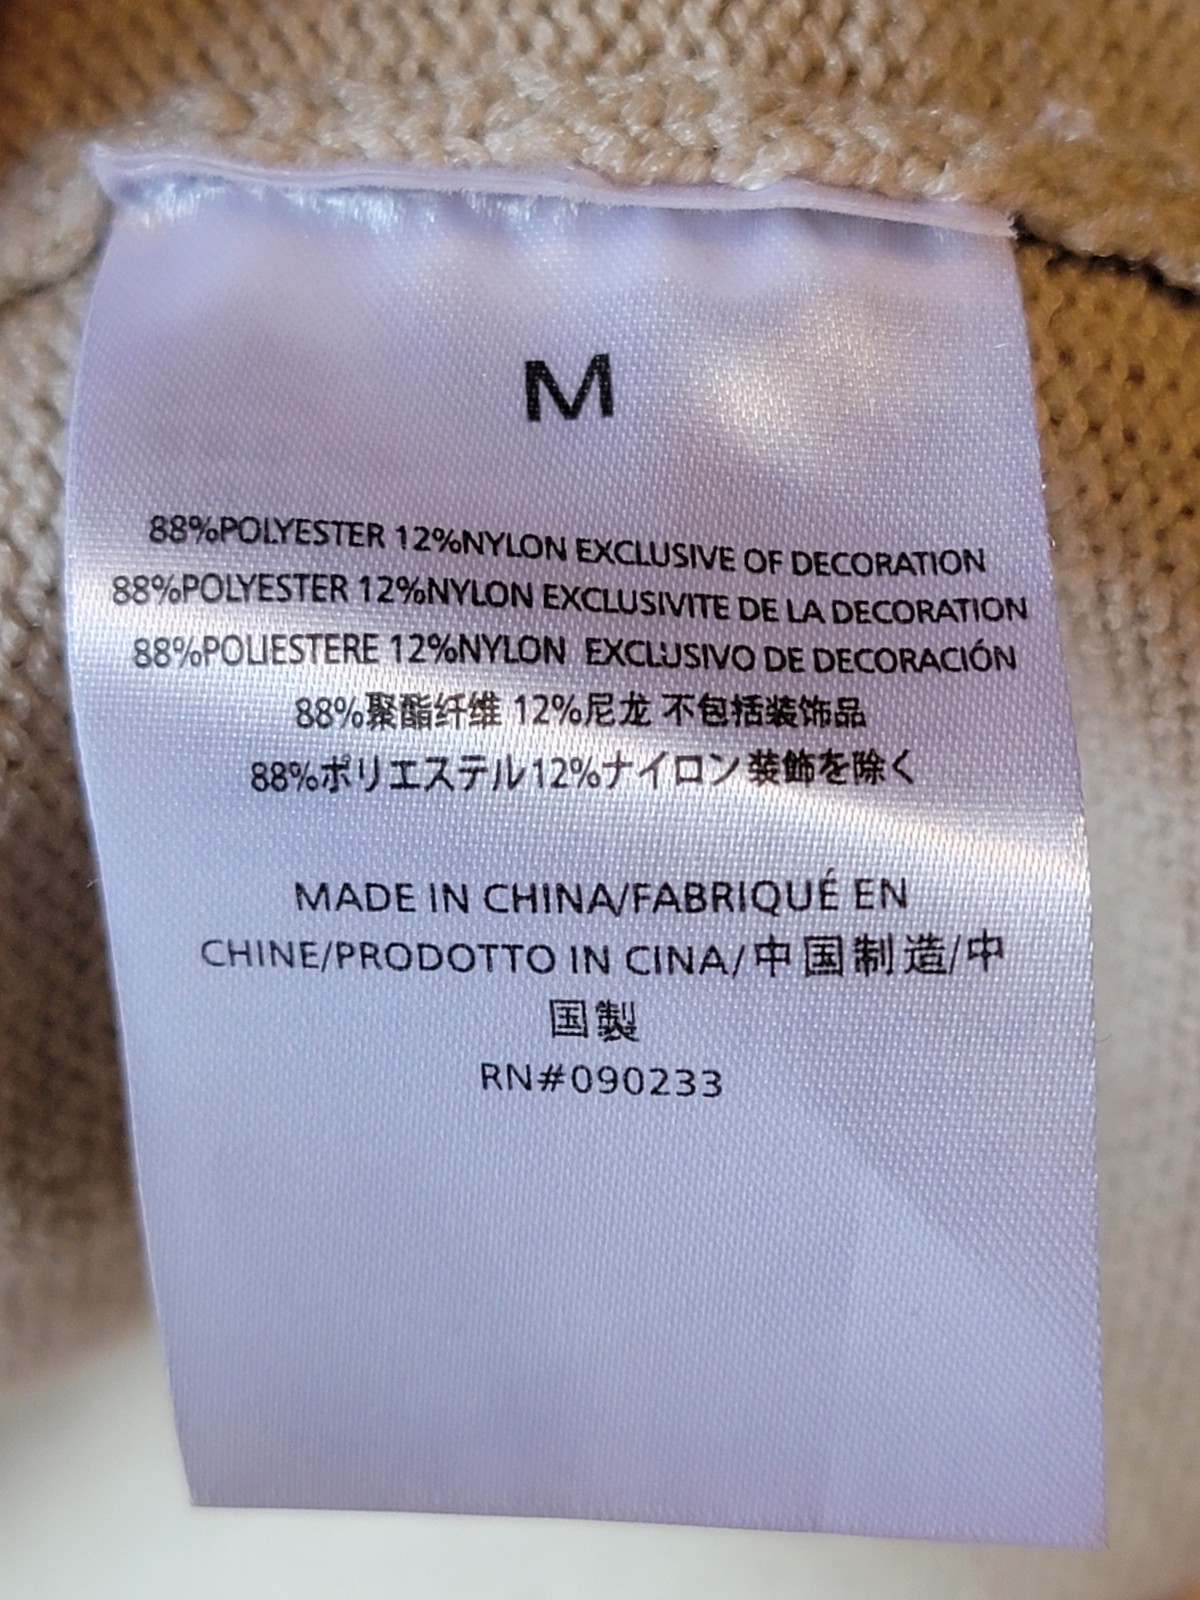 M
88%POLYESTER 12%NYLON EXCLUSIVE OF DECORATION
88%POLYESTER 12%NYLON EXCLUSIVITE DE LA DECORATION
88%POLIESTERE 12%NYLON EXCLUSIVO DE DECORACIÓN
88%聚酯纤维 12%尼龙 不包括装饰品
88%ポリエステル12%ナイロン 装飾を除く
MADE IN CHINA/FABRIQUÉ EN
CHINE/PRODOTTO IN CINA/中国制造/中
国製
RN#090233